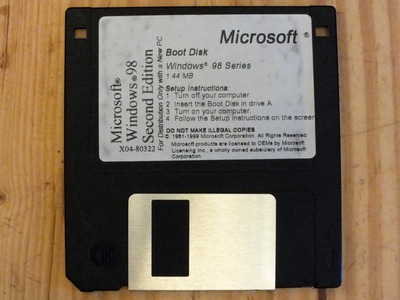 Microsoft ®
Boot Disk
Windows® 98 Series
1.44 MB
Setup Instructions:
1 Turn off your computer.
2 Insert the Boot Disk in drive A
3 Turn on your computer.
4 Follow the Setup Instructions on the screen
DO NOT MAKE ILLEGAL COPIES
© 1981-1999 Microsoft Corporation. All Rights Reserved.
Microsoft products are licensed to OEMs by Microsoft
Licensing Inc., a wholly owned subsidiary of Microsoft
Corporation
Microsoft®
Windows®98
Second Edition
For Distribution Only with a New PC
X04-80322